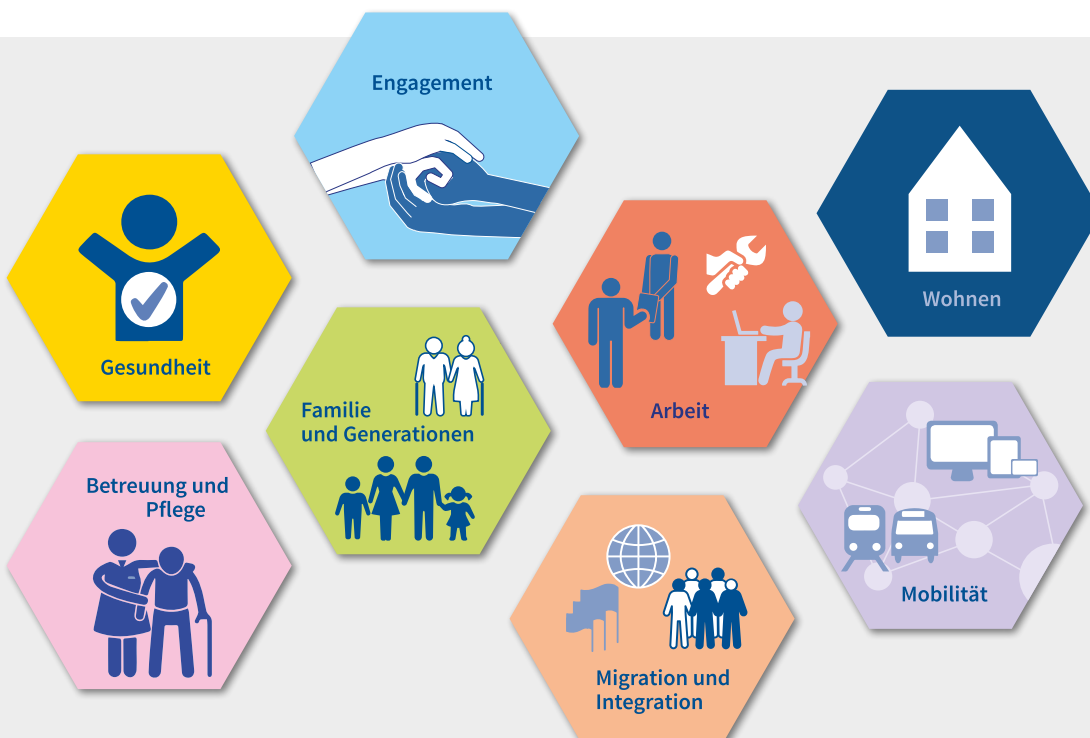 Engagement
Wohnen
Gesundheit
Familie
und Generationen
Arbeit
Betreuung und
Pflege
Mobilität
Migration und
Integration